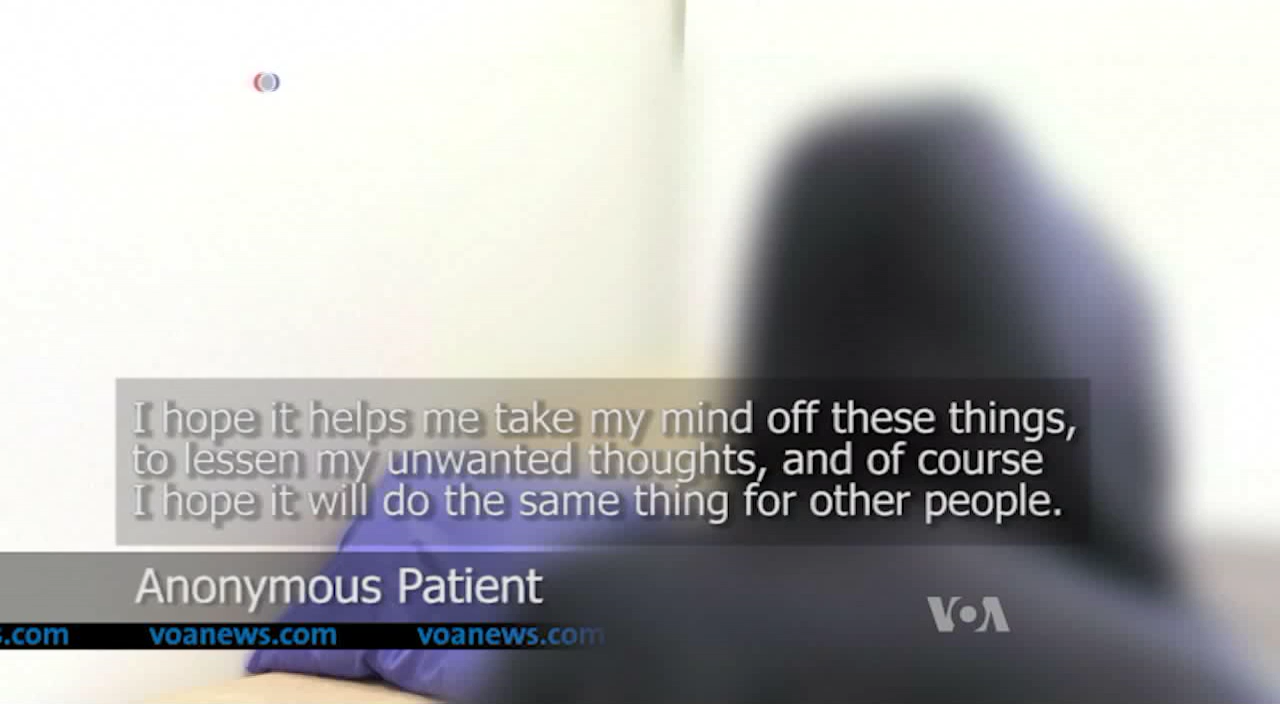 I hope it helps me take my mind off these things,
to lessen my unwanted thoughts, and of course
I hope it will do the same thing for other people.
Anonymous Patient
VOA
s.com voanews.com voanews.com